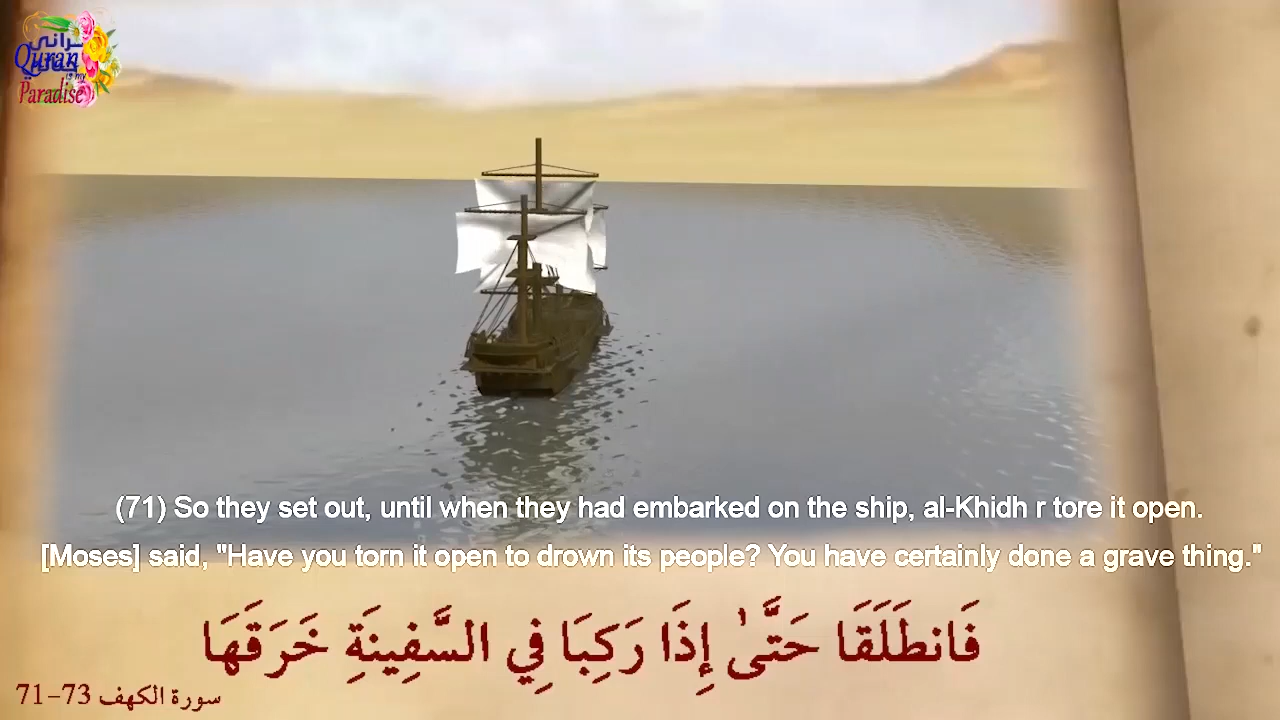 قرآني
Quran
is my
Paradise
(71) So they set out, until when they had embarked on the ship, al-Khidh r tore it open.
[Moses] said, "Have you torn it open to drown its people? You have certainly done a grave thing."
فَانطَلَقَا حَتَّىٰ إِذَا رَكِبَا فِي السَّفِينَةِ خَرَقَهَا
سورة الكهف 73-71